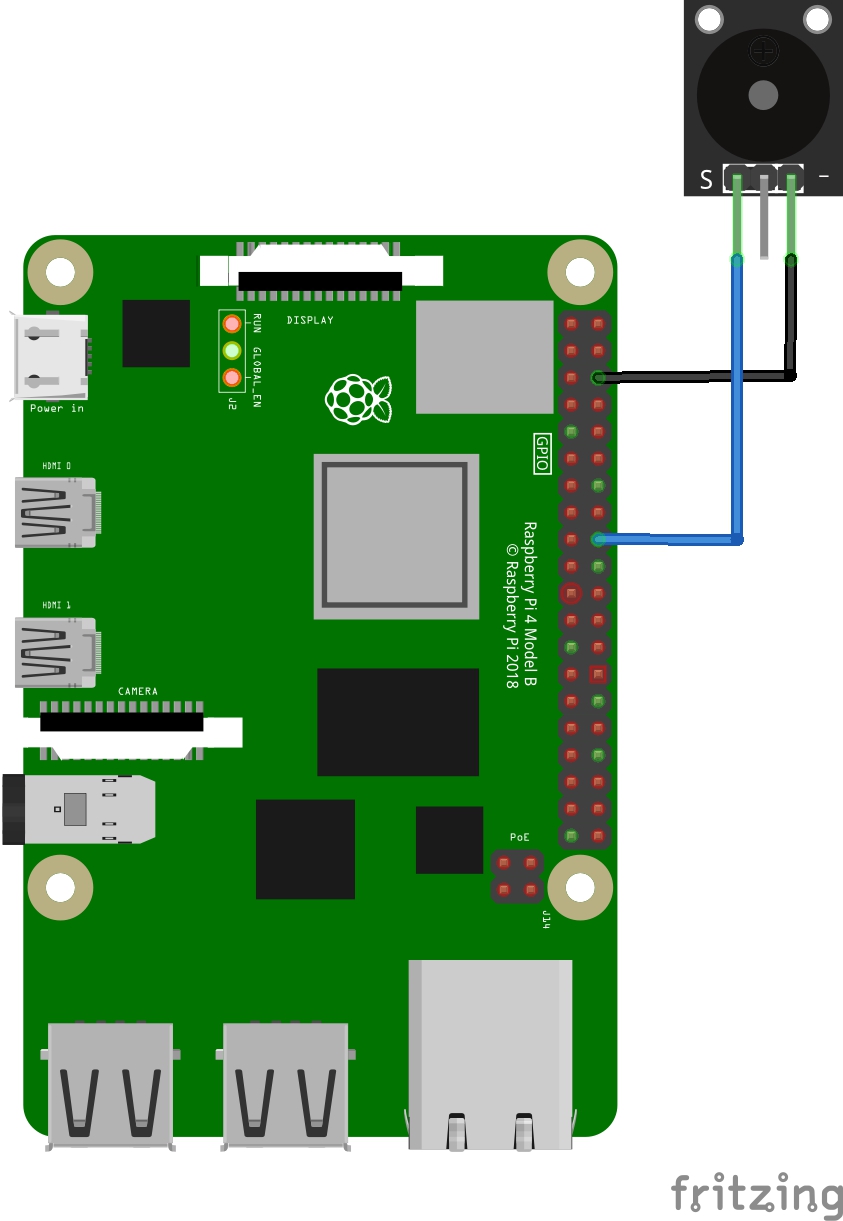 S -
DISPLAY
RUN
GLOBAL_EN
J2
Power in
GPIO
HDMI 0
Raspberry Pi 4 Model B
© Raspberry Pi 2018
HDMI 1
CAMERA
PoE
J14
fritzing